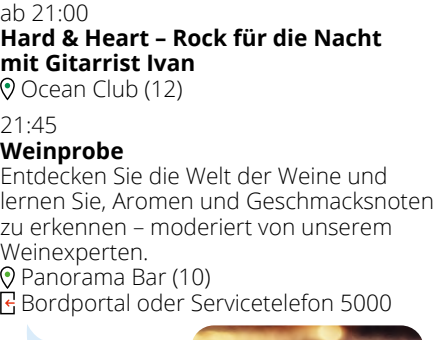 ab 21:00
Hard & Heart – Rock für die Nacht
mit Gitarrist Ivan
Ocean Club (12)
21:45
Weinprobe
Entdecken Sie die Welt der Weine und
lernen Sie, Aromen und Geschmacksnoten
zu erkennen – moderiert von unserem
Weinexperten.
Panorama Bar (10)
Bordportal oder Servicetelefon 5000